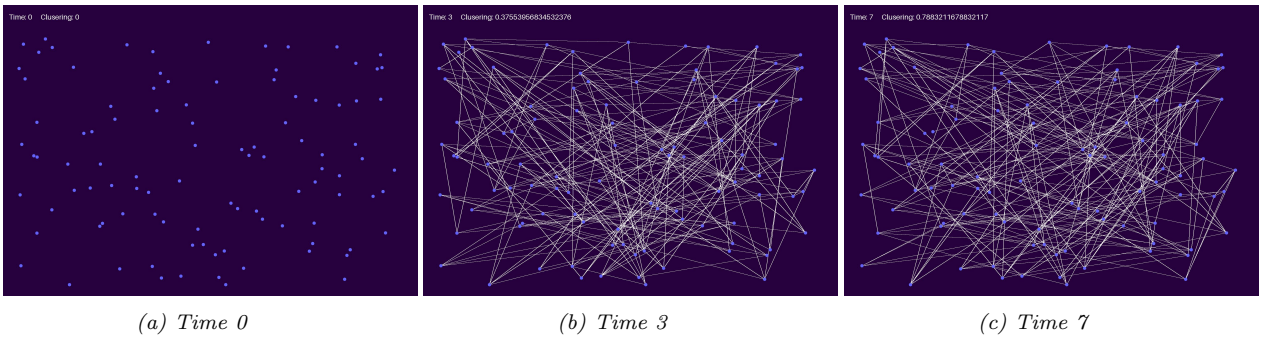 Time: 0 Clusering: 0
Time: 3 Clusering: 0.37553956834532376
Time: 7 Clusering: 0.7883211678832117
(a) Time 0
(b) Time 3
(c) Time 7